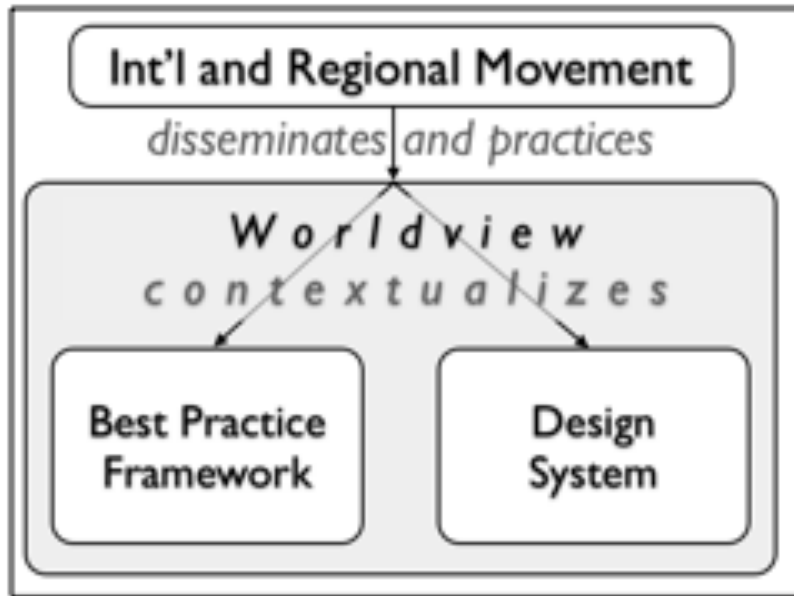 Int'l and Regional Movement
disseminates and practices
Worldview
contextualizes
Best Practice
Framework
Design
System